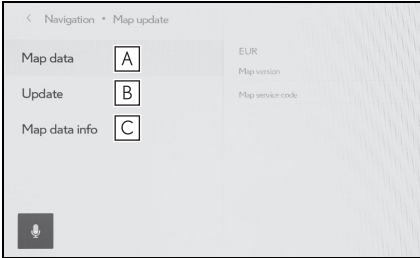 < Navigation • Map update
Map data A
Update B
Map data info C
EUR
Map version
Map service code